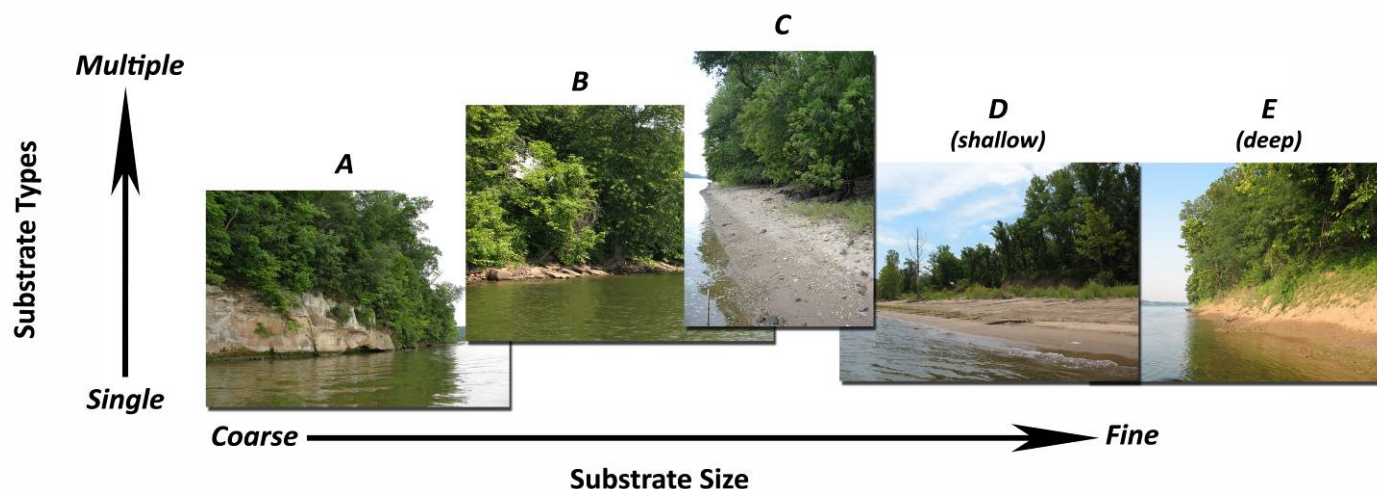 C
Multiple
B
D
(shallow)
E
(deep)
A
Substrate Types
Single
Coarse
Fine
Substrate Size